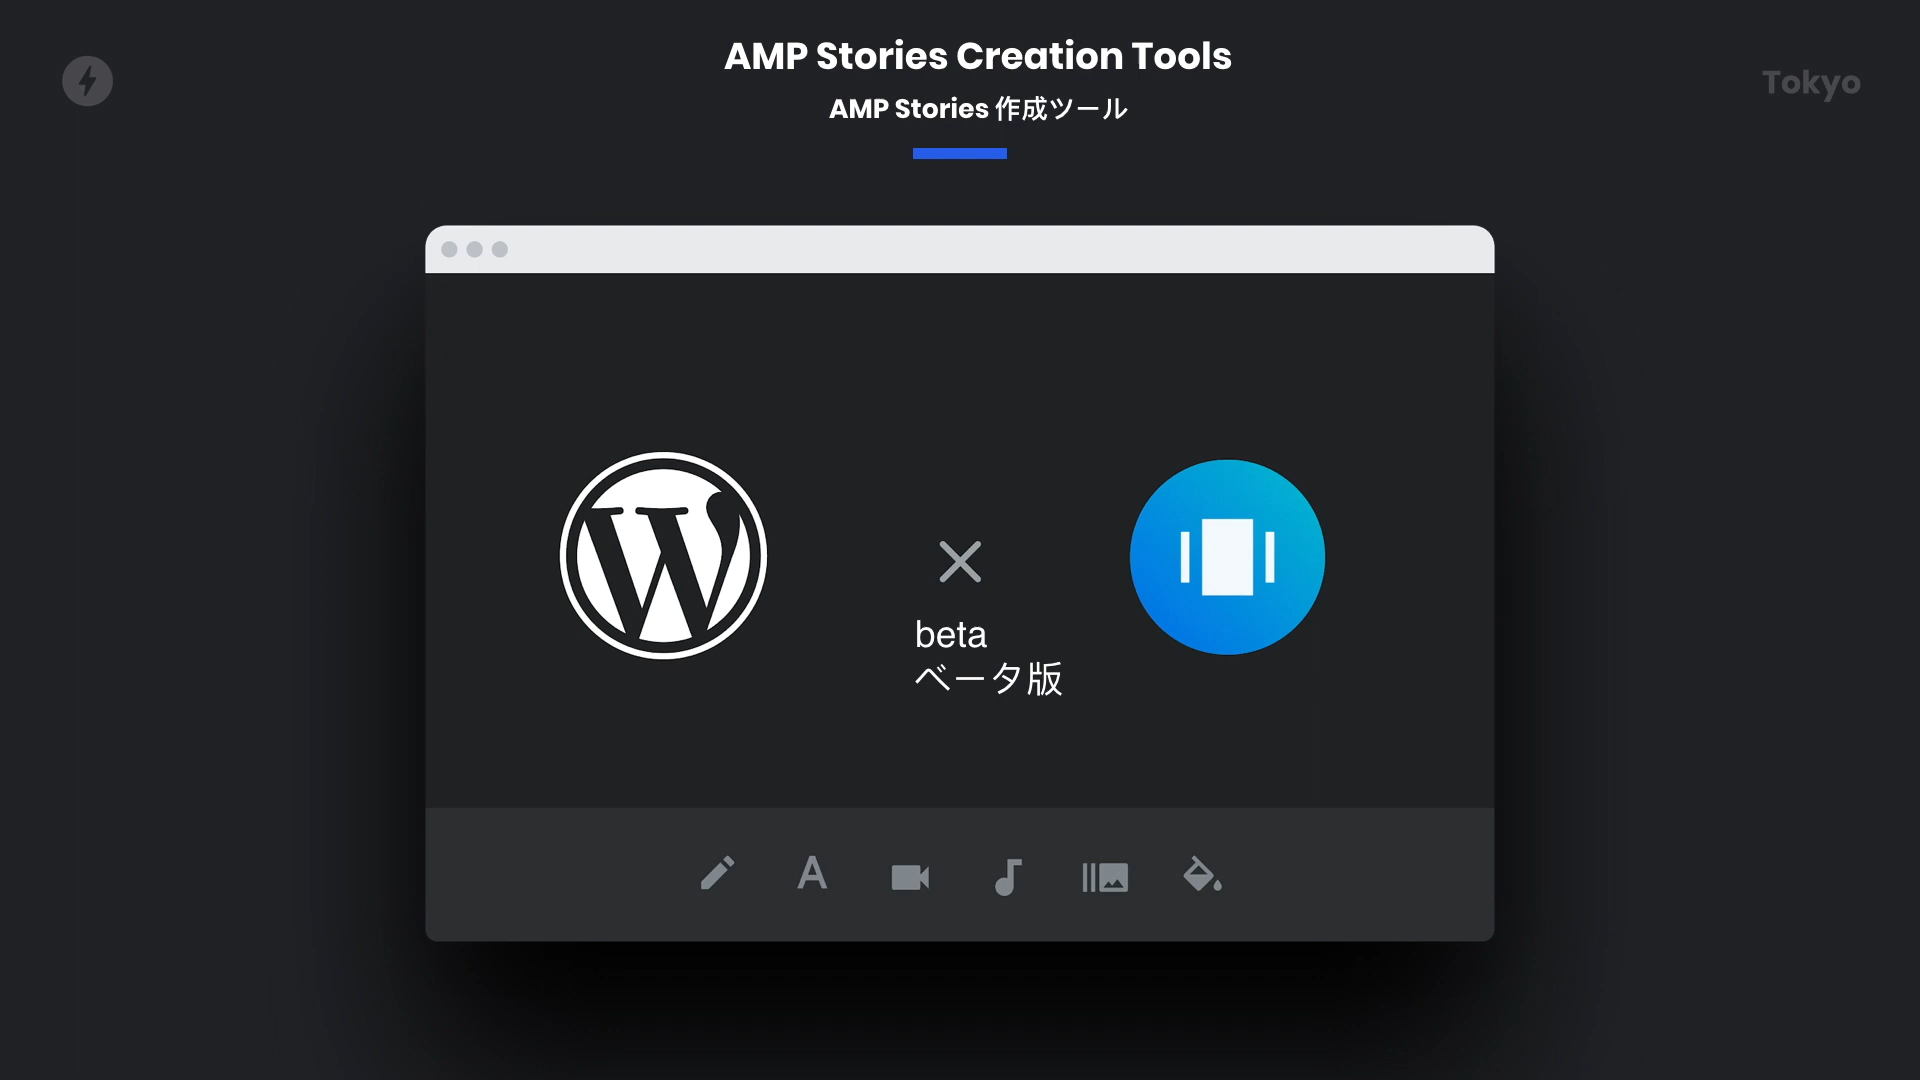 AMP Stories Creation Tools
AMP Stories 作成ツール
Tokyo
beta
ベータ版